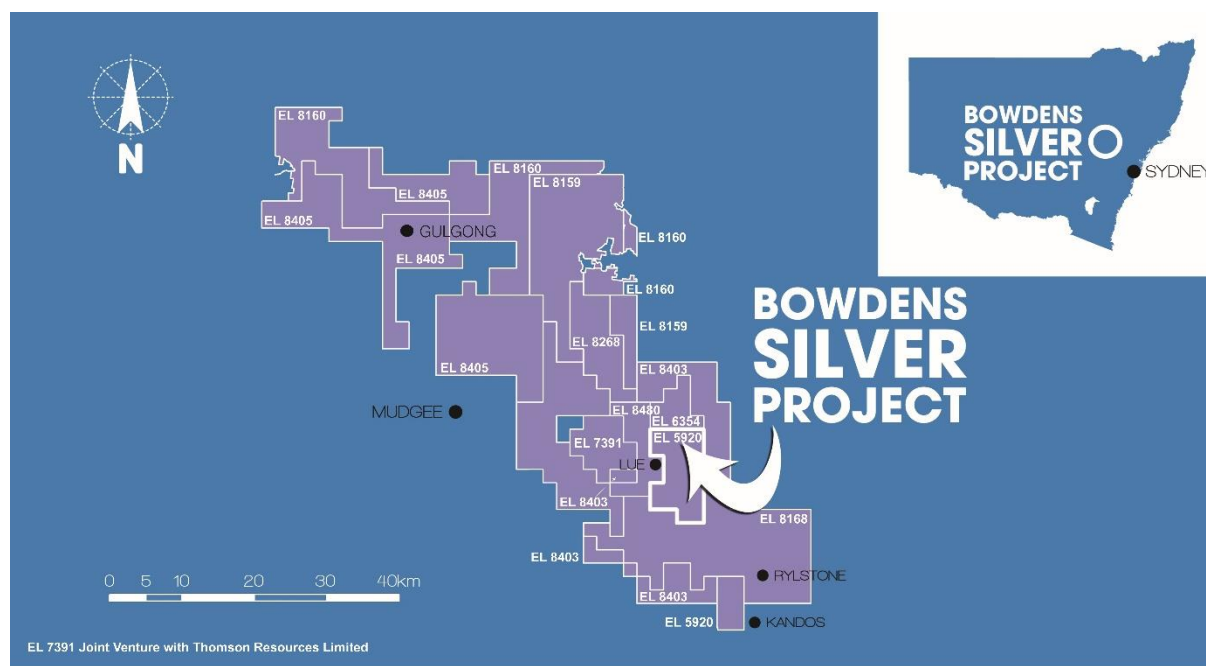 N
EL 8160
EL 8160
EL 8159
EL 8405
EL 8405
GULGONG
EL 8160
EL 8405
EL 8160
EL 8159
EL 8268
EL 8405
EL 8403
MUDGEE
EL 8480
EL 6354
EL 7391
EL 5920
LUE
EL 8403
EL 8168
EL 8403
RYLSTONE
EL 8403
EL 5920
KANDOS
BOWDENS
SILVER
PROJECT
BOWDENS
SILVER
PROJECT
SYDNEY
0 5 10 20 30 40km
EL 7391 Joint Venture with Thomson Resources Limited